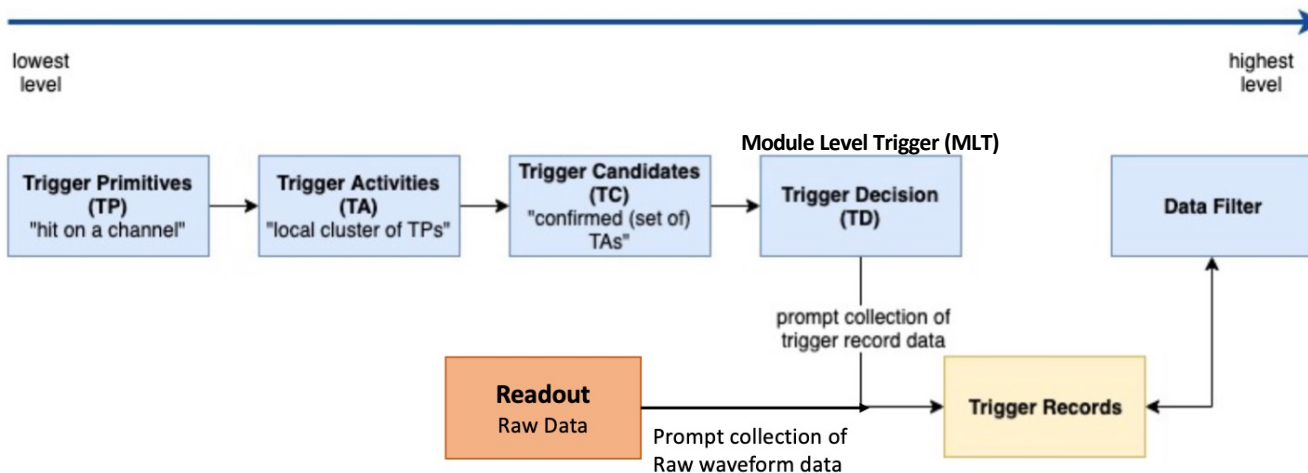 lowest
level
highest
level
Module Level Trigger (MLT)
Trigger Primitives
(TP)
"hit on a channel"
Trigger Activities
(TA)
"local cluster of TPs"
Trigger Candidates
(TC)
"confirmed (set of)
TAs"
Trigger Decision
(TD)
Data Filter
prompt collection of
trigger record data
Readout
Raw Data
Prompt collection of
Raw waveform data
Trigger Records